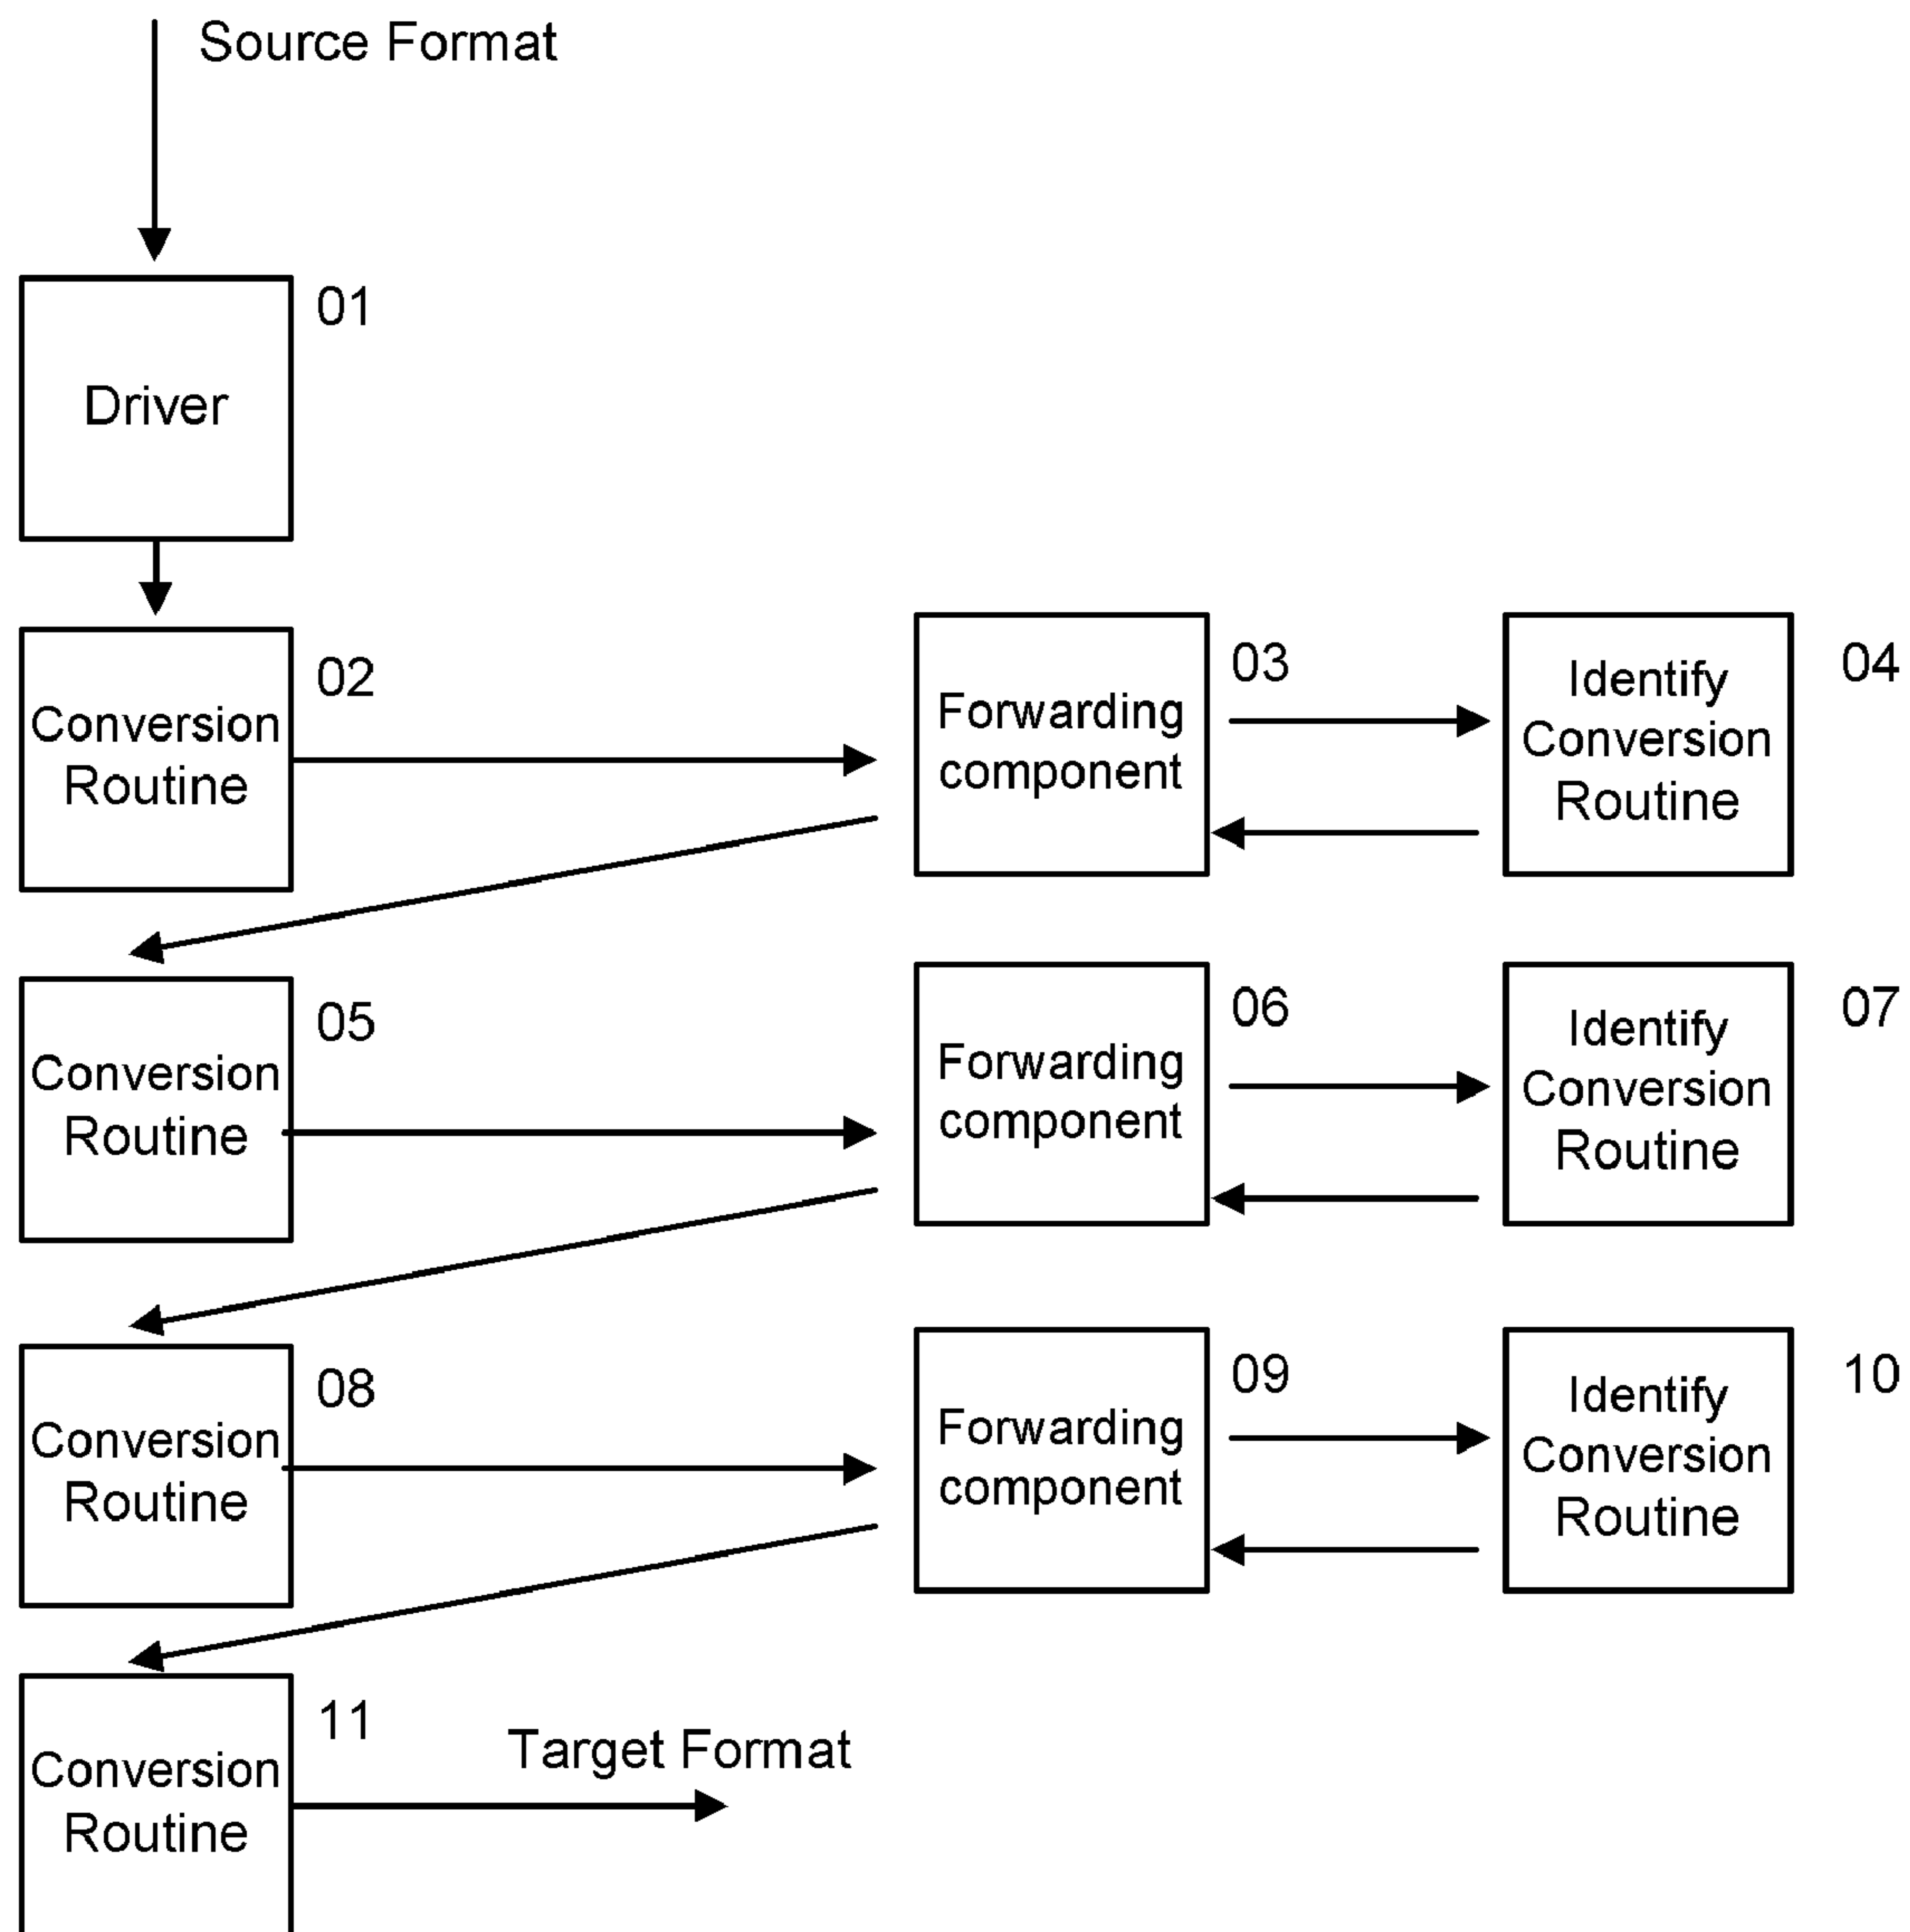 Source Format
01
Driver
02
Conversion
Routine
Forwarding
component
03
Identify
Conversion
Routine
04
05
Conversion
Routine
Forwarding
component
06
Identify
Conversion
Routine
07
08
Conversion
Routine
Forwarding
component
09
Identify
Conversion
Routine
10
11
Conversion
Routine
Target Format